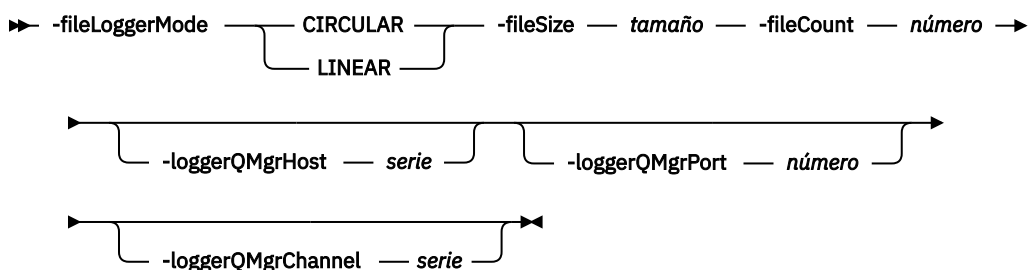 -fileLoggerMode CIRCULAR -fileSize tamaño -fileCount número
LINEAR
-loggerQMgrHost serie -loggerQMgrPort número
-loggerQMgrChannel serie